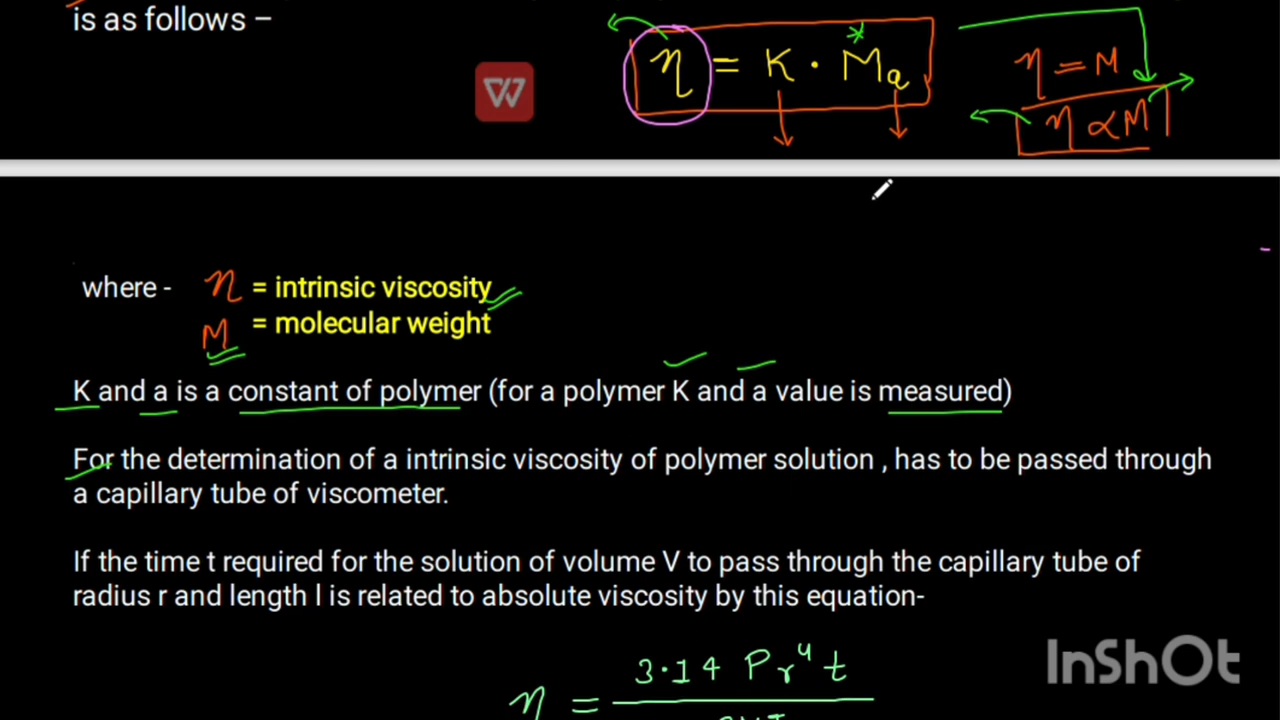 is as follows –
η = K · Ma
η = M
η ∝ M
where - η = intrinsic viscosity
M = molecular weight
K and a is a constant of polymer (for a polymer K and a value is measured)
For the determination of a intrinsic viscosity of polymer solution , has to be passed through
a capillary tube of viscometer.
If the time t required for the solution of volume V to pass through the capillary tube of
radius r and length l is related to absolute viscosity by this equation-
3.14 Pr⁴t
η =
InShOt